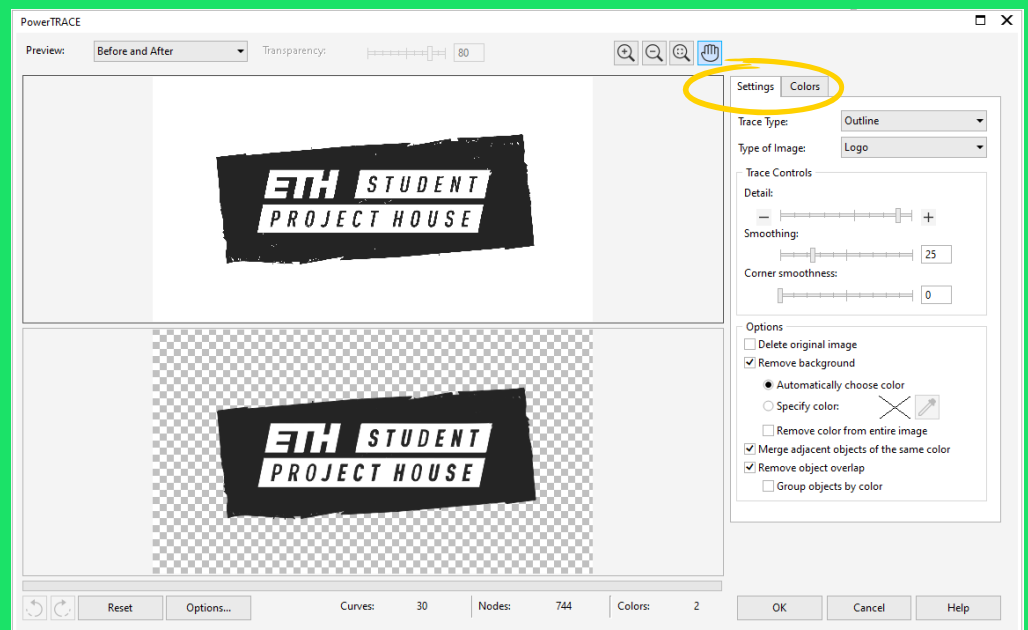 PowerTRACE
Preview: Before and After Transparency: 80
Settings Colors
Trace Type: Outline
Type of Image: Logo
Trace Controls
Detail:
Smoothing:
25
Corner smoothness:
0
Options
Delete original image
Remove background
Automatically choose color
Specify color:
Remove color from entire image
Merge adjacent objects of the same color
Remove object overlap
Group objects by color
ETH STUDENT
PROJECT HOUSE
ETH STUDENT
PROJECT HOUSE
Reset Options... Curves: 30 Nodes: 744 Colors: 2 OK Cancel Help